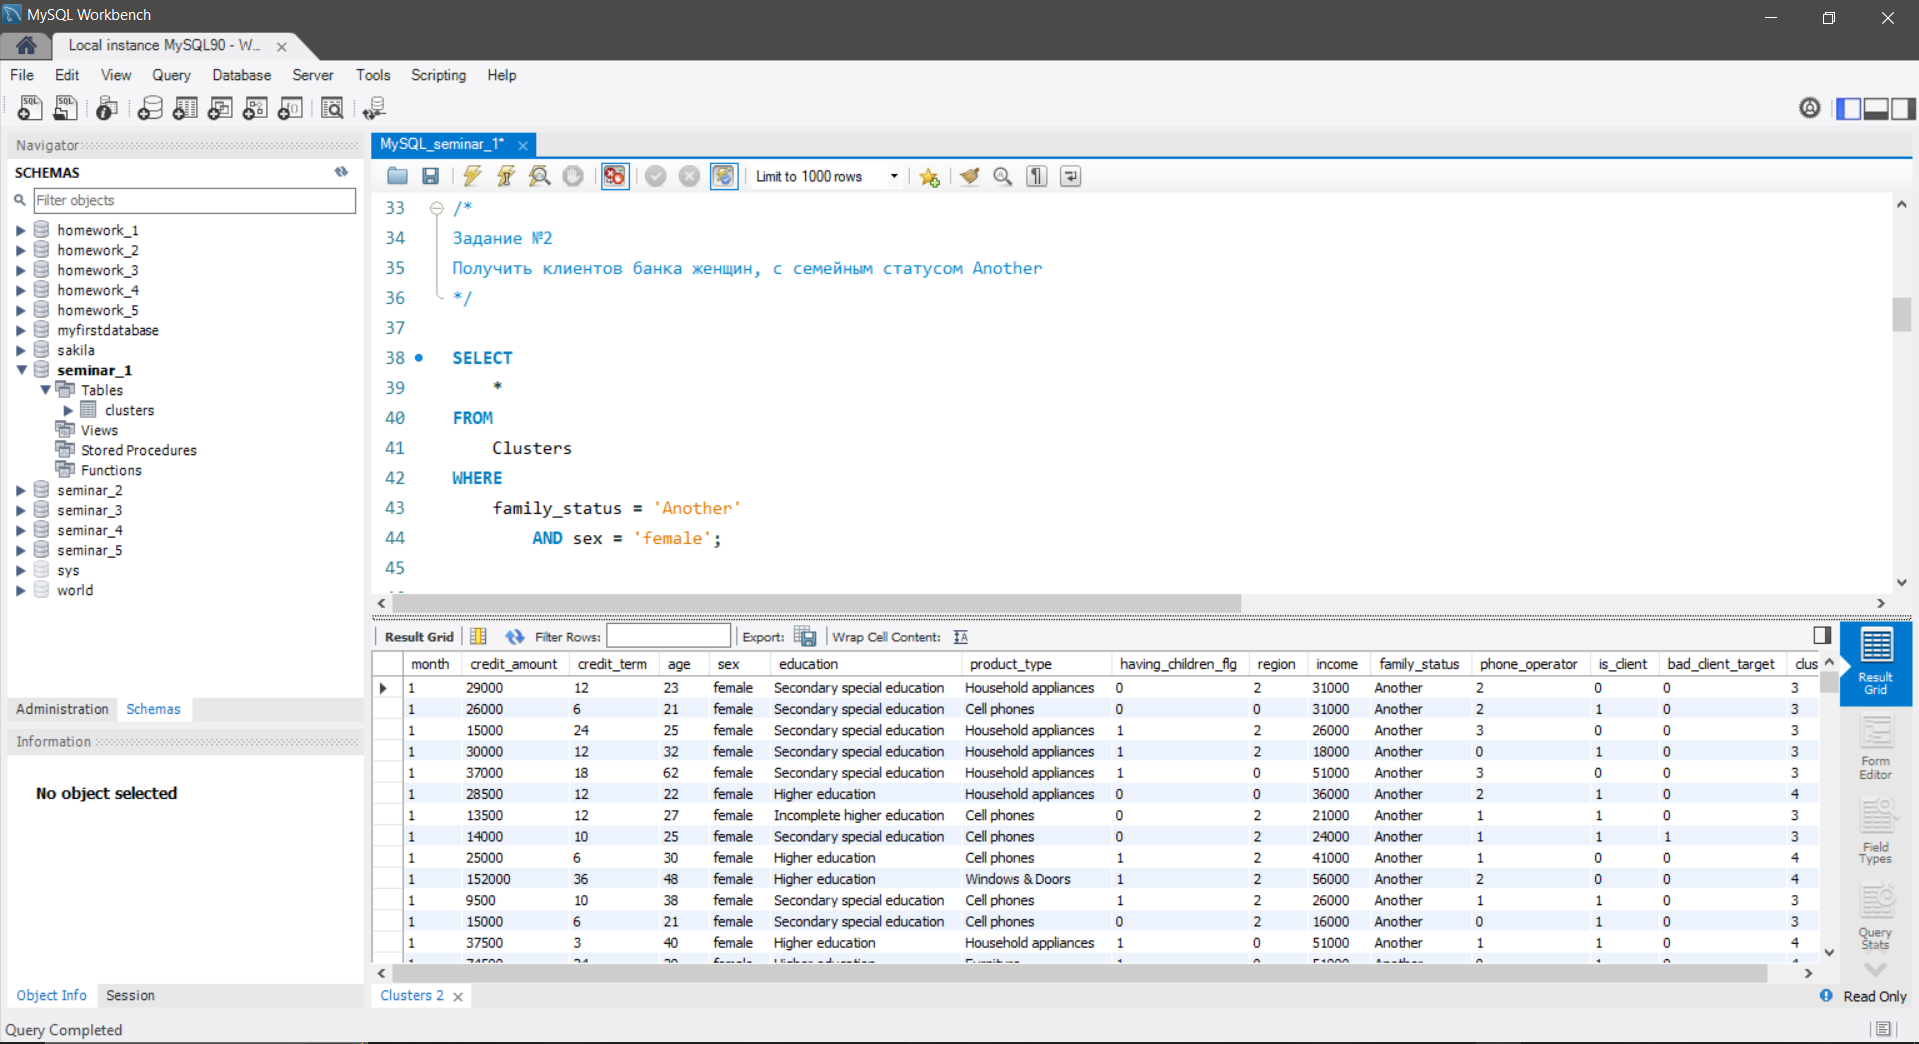 MySQL Workbench
Local instance MySQL90 - W...
File Edit View Query Database Server Tools Scripting Help
Navigator
SCHEMAS
Filter objects
homework_1
homework_2
homework_3
homework_4
homework_5
myfirstdatabase
sakila
seminar_1
Tables
clusters
Views
Stored Procedures
Functions
seminar_2
seminar_3
seminar_4
seminar_5
sys
world
Administration Schemas
Information
No object selected
Object Info Session
Query Completed
MySQL_seminar_1*
Limit to 1000 rows
33 /*
34 Задание №2
35 Получить клиентов банка женщин, с семейным статусом Another
36 */
37
38 SELECT
39 *
40 FROM
41 Clusters
42 WHERE
43 family_status = 'Another'
44 AND sex = 'female';
45
Result Grid Filter Rows: Export: Wrap Cell Content:
month credit_amount credit_term age sex education product_type having_children_flg region income family_status phone_operator is_client bad_client_target clus
1 29000 12 23 female Secondary special education Household appliances 0 2 31000 Another 2 0 0 3
1 26000 6 21 female Secondary special education Cell phones 0 0 31000 Another 2 1 0 3
1 15000 24 25 female Secondary special education Household appliances 1 2 26000 Another 3 0 0 3
1 30000 12 32 female Secondary special education Household appliances 1 2 18000 Another 0 1 0 3
1 37000 18 62 female Secondary special education Household appliances 1 0 51000 Another 3 0 0 3
1 28500 12 22 female Higher education Household appliances 0 0 36000 Another 2 1 0 4
1 13500 12 27 female Incomplete higher education Cell phones 0 2 21000 Another 1 1 0 3
1 14000 10 25 female Secondary special education Cell phones 0 2 24000 Another 1 1 1 3
1 25000 6 30 female Higher education Cell phones 1 2 41000 Another 1 0 0 4
1 152000 36 48 female Higher education Windows & Doors 1 2 56000 Another 2 0 0 4
1 9500 10 38 female Secondary special education Cell phones 1 2 26000 Another 1 1 0 3
1 15000 6 21 female Secondary special education Cell phones 0 2 16000 Another 0 1 0 3
1 37500 3 40 female Higher education Household appliances 1 0 51000 Another 1 1 0 4
Result
Grid
Form
Editor
Field
Types
Query
Stats
Clusters 2
Read Only